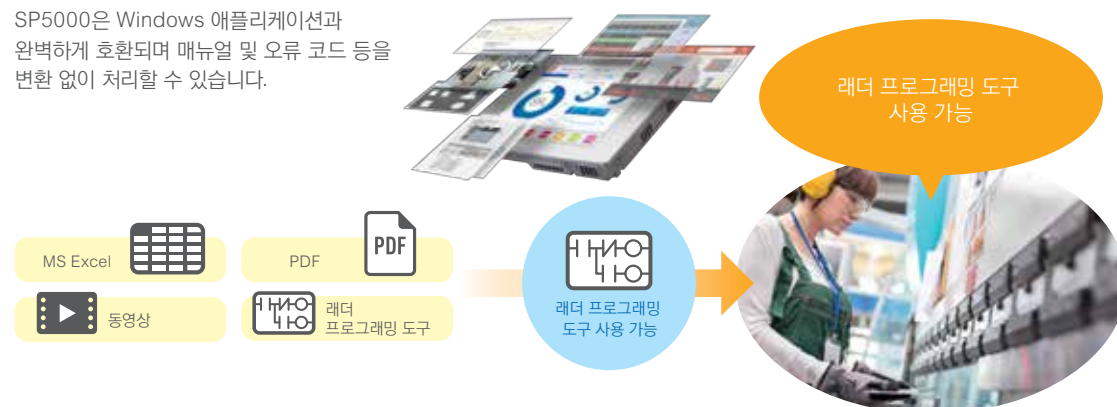 SP5000은 Windows 애플리케이션과
완벽하게 호환되며 매뉴얼 및 오류 코드 등을
변환 없이 처리할 수 있습니다.
래더 프로그래밍 도구
사용 가능
MS Excel
PDF
PDF
동영상
래더
프로그래밍 도구
래더 프로그래밍
도구 사용 가능